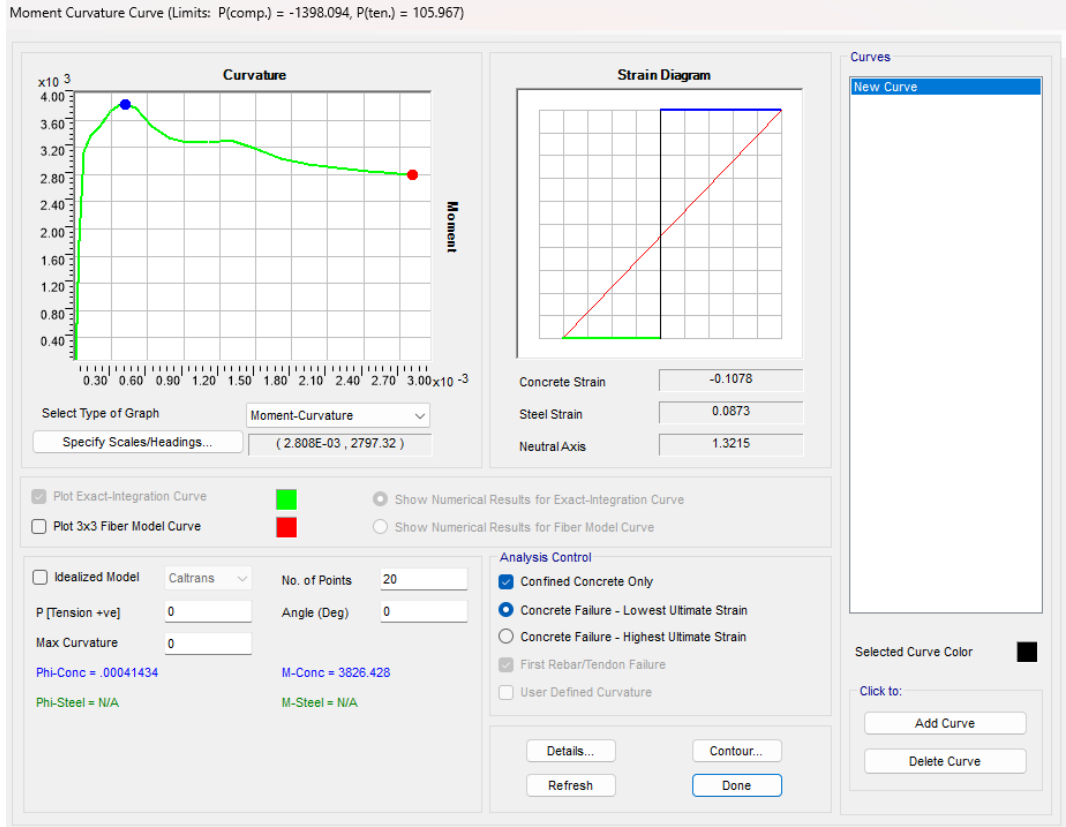 Moment Curvature Curve (Limits:  P(comp.) = -1398.094, P(ten.) = 105.967)
Curvature
x10 3
4.00
3.60
3.20
2.80
2.40
2.00
1.60
1.20
0.80
0.40
0.30 0.60 0.90 1.20 1.50 1.80 2.10 2.40 2.70 3.00 x10 -3
Moment
Select Type of Graph
Moment-Curvature
Specify Scales/Headings...
( 2.808E-03 , 2797.32 )
Strain Diagram
Concrete Strain
-0.1078
Steel Strain
0.0873
Neutral Axis
1.3215
Curves
New Curve
Plot Exact-Integration Curve
Show Numerical Results for Exact-Integration Curve
Plot 3x3 Fiber Model Curve
Show Numerical Results for Fiber Model Curve
Idealized Model
Caltrans
No. of Points
20
P [Tension +ve]
0
Angle (Deg)
0
Max Curvature
0
Phi-Conc = .00041434
M-Conc = 3826.428
Phi-Steel = N/A
M-Steel = N/A
Analysis Control
Confined Concrete Only
Concrete Failure - Lowest Ultimate Strain
Concrete Failure - Highest Ultimate Strain
First Rebar/Tendon Failure
User Defined Curvature
Details...
Contour...
Refresh
Done
Selected Curve Color
Click to:
Add Curve
Delete Curve